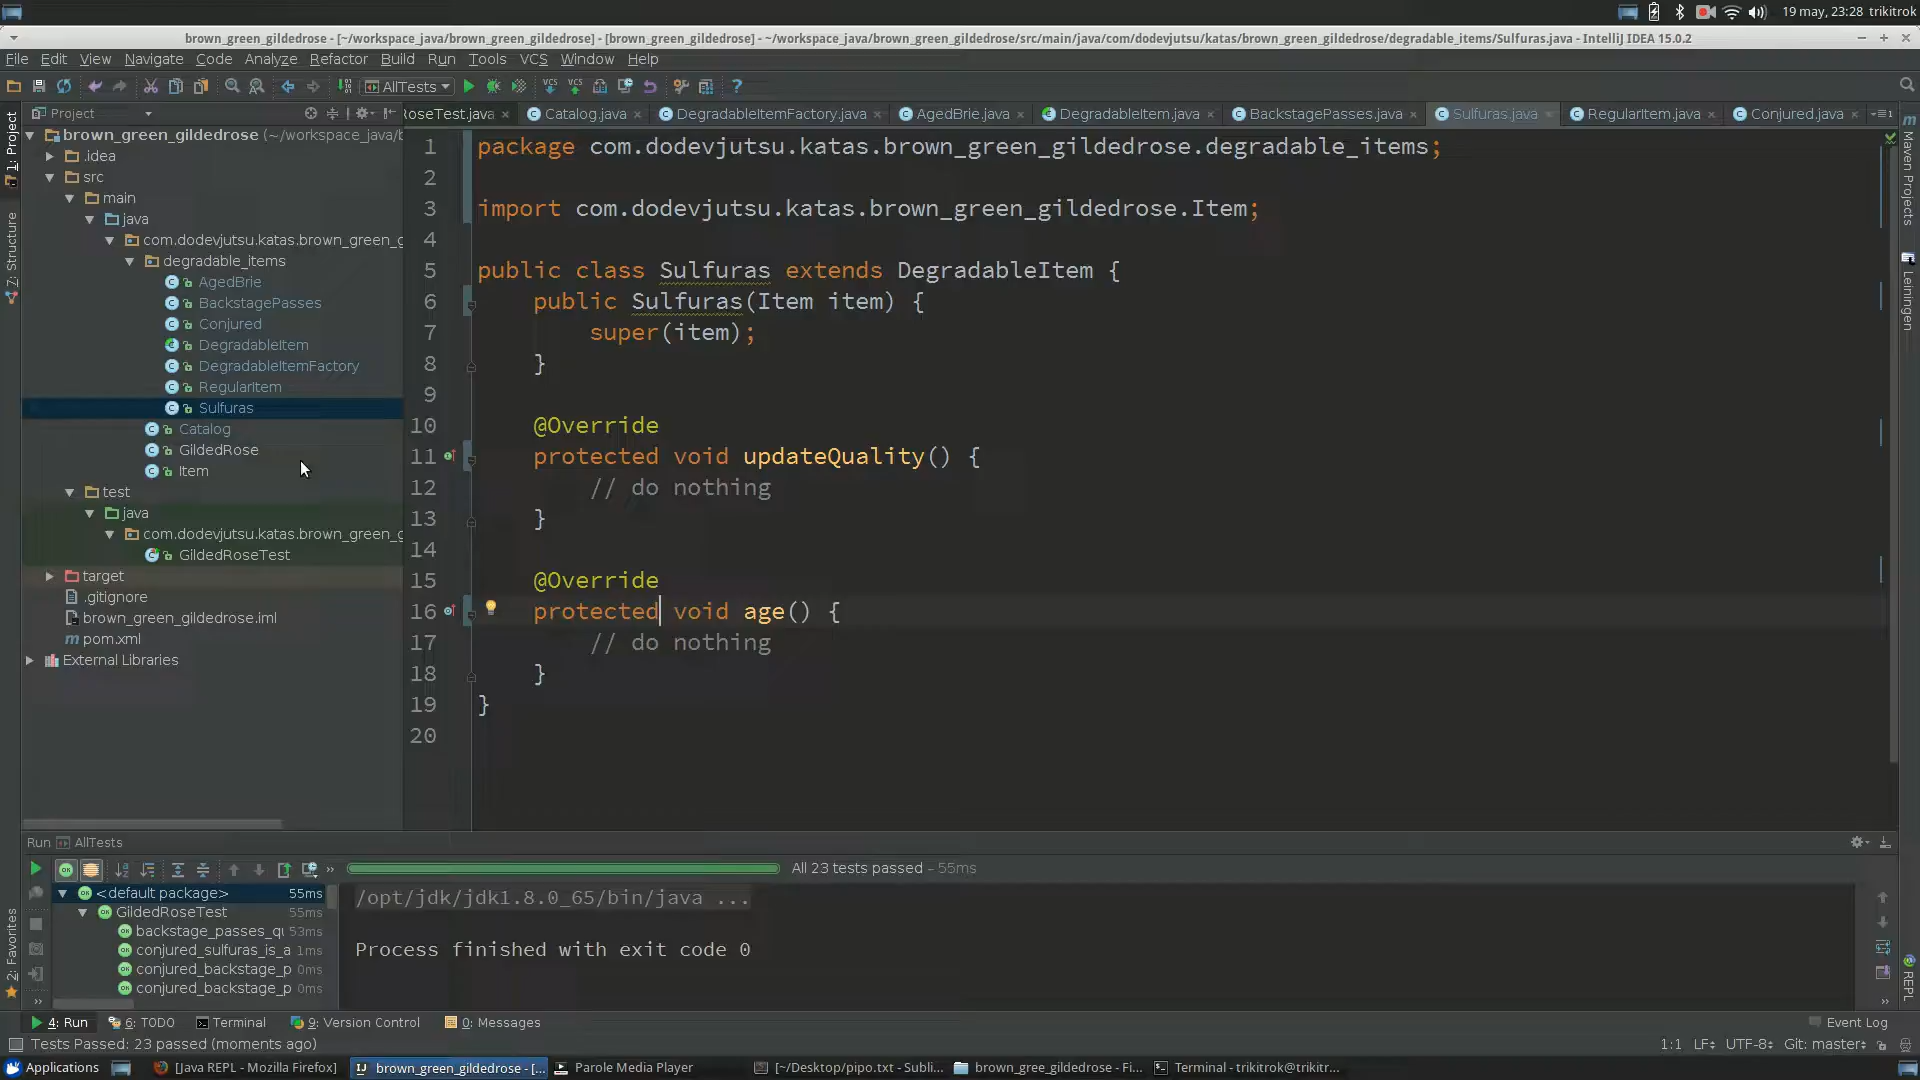 19 may, 23:28 trikitrok
brown_green_gildedrose - [~/workspace_java/brown_green_gildedrose] - [brown_green_gildedrose] - ~/workspace_java/brown_green_gildedrose/src/main/java/com/dodevjutsu/katas/brown_green_gildedrose/degradable_items/Sulfuras.java - IntelliJ IDEA 15.0.2
File Edit View Navigate Code Analyze Refactor Build Run Tools VCS Window Help
AllTests
Project
RoseTest.java Catalog.java DegradableItemFactory.java AgedBrie.java DegradableItem.java BackstagePasses.java Sulfuras.java RegularItem.java Conjured.java
1: Project
Z: Structure
2: Favorites
Maven Projects
Leiningen
REPL
brown_green_gildedrose (~/workspace_java/b
.idea
src
main
java
com.dodevjutsu.katas.brown_green_g
degradable_items
AgedBrie
BackstagePasses
Conjured
DegradableItem
DegradableItemFactory
RegularItem
Sulfuras
Catalog
GildedRose
Item
test
java
com.dodevjutsu.katas.brown_green_g
GildedRoseTest
target
.gitignore
brown_green_gildedrose.iml
pom.xml
External Libraries
1 package com.dodevjutsu.katas.brown_green_gildedrose.degradable_items;
2
3 import com.dodevjutsu.katas.brown_green_gildedrose.Item;
4
5 public class Sulfuras extends DegradableItem {
6 public Sulfuras(Item item) {
7 super(item);
8 }
9
10 @Override
11 protected void updateQuality() {
12 // do nothing
13 }
14
15 @Override
16 protected void age() {
17 // do nothing
18 }
19 }
20
Run AllTests
All 23 tests passed – 55ms
<default package> 55ms
GildedRoseTest 55ms
backstage_passes_qu 53ms
conjured_sulfuras_is_a 1ms
conjured_backstage_p 0ms
conjured_backstage_p 0ms
/opt/jdk/jdk1.8.0_65/bin/java ...
Process finished with exit code 0
4: Run 6: TODO Terminal 9: Version Control 0: Messages Event Log
Tests Passed: 23 passed (moments ago) 1:1 LF UTF-8 Git: master
Applications [Java REPL - Mozilla Firefox] brown_green_gildedrose - [... Parole Media Player [~/Desktop/pipo.txt - Subli... brown_gree_gildedrose - Fi... Terminal - trikitrok@trikitr...